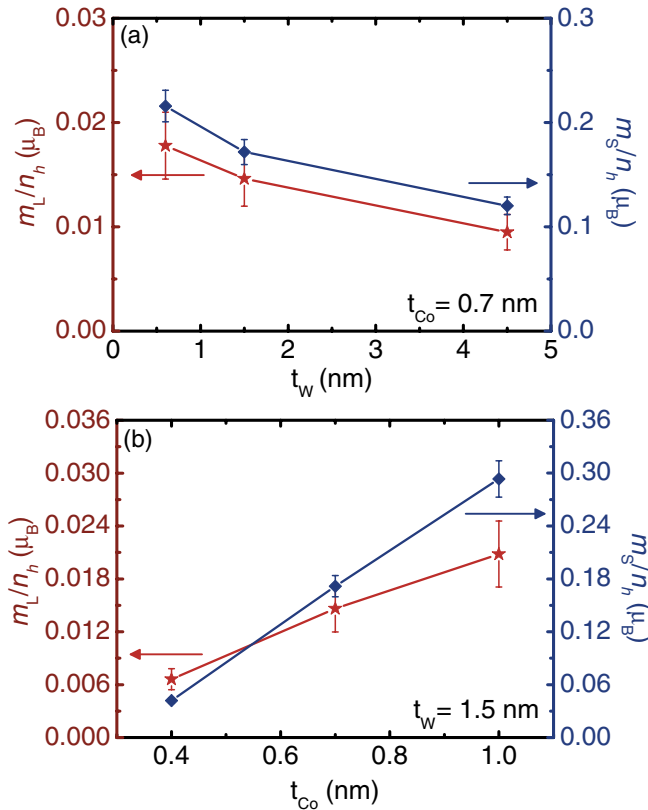 (a)
0.03
0.02
0.01
0.00
m_L/n_h (μ_B)
0.3
0.2
0.1
0.0
m_S/n_h (μ_B)
t_Co= 0.7 nm
0 1 2 3 4 5
t_W (nm)
(b)
0.036
0.030
0.024
0.018
0.012
0.006
0.000
m_L/n_h (μ_B)
0.36
0.30
0.24
0.18
0.12
0.06
0.00
m_S/n_h (μ_B)
t_W= 1.5 nm
0.4 0.6 0.8 1.0
t_Co (nm)